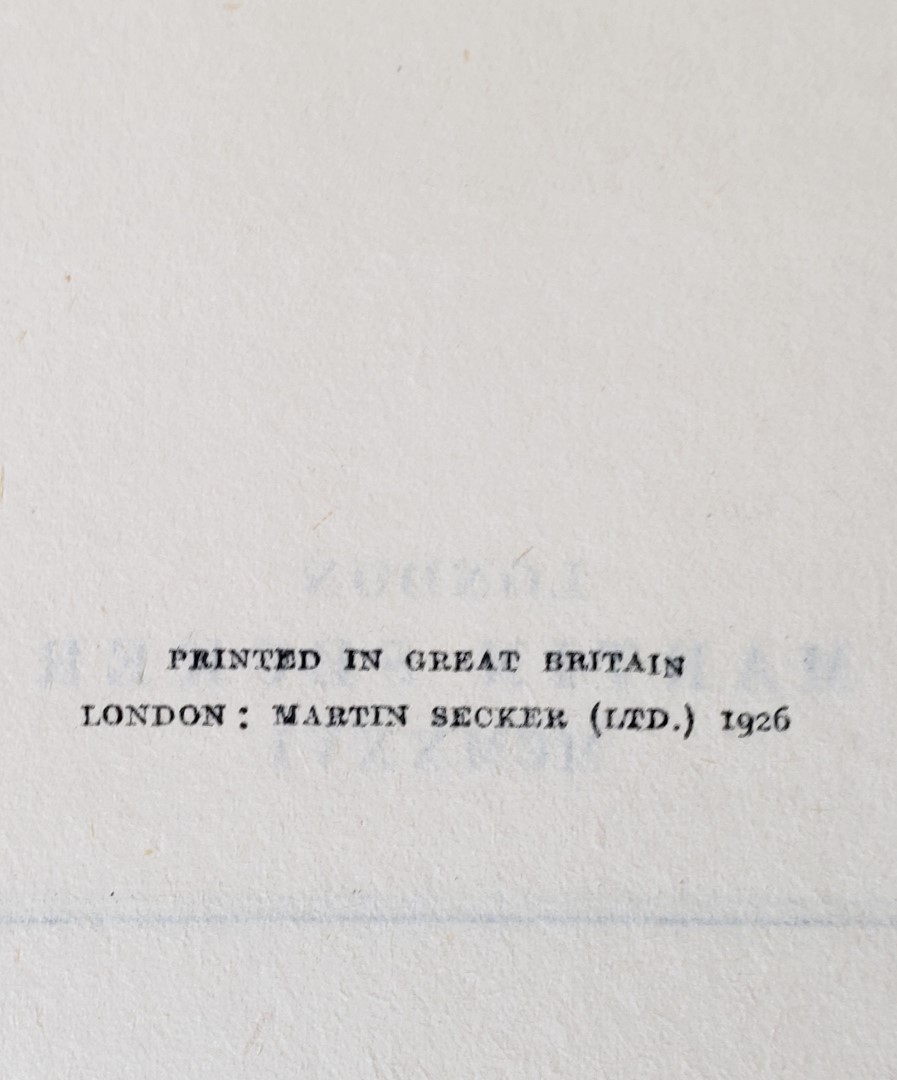 PRINTED IN GREAT BRITAIN
LONDON : MARTIN SECKER (LTD.) 1926